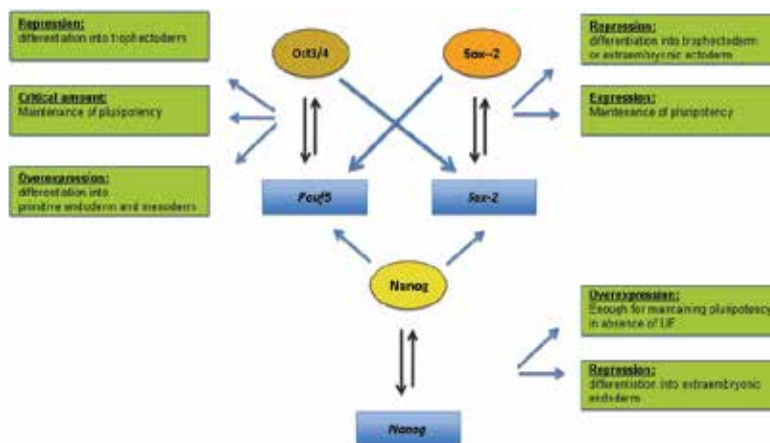 Repression:
differentiation into trophectoderm
Oct3/4
Sox-2
Repression:
differentiation into trophectoderm
or extraembryonic ectoderm
Critical amount:
Maintenance of pluripotency
Expression:
Maintenance of pluripotency
Overexpression:
differentiation into
primitive endoderm and mesoderm
Pouf5
Sox-2
Nanog
Overexpression:
Enough for maintaining pluripotency
in absence of LIF
Repression:
differentiation into extraembryonic
endoderm
Nanog